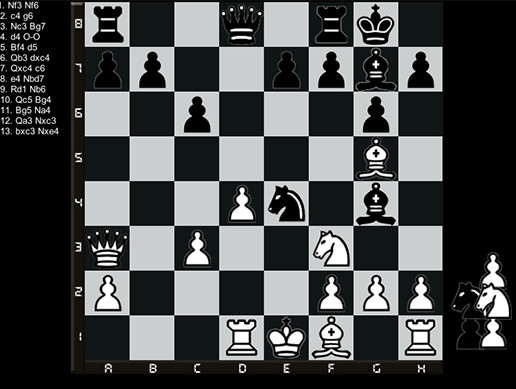 1. Nf3 Nf6
2. c4 g6
3. Nc3 Bg7
4. d4 O-O
5. Bf4 d5
6. Qb3 dxc4
7. Qxc4 c6
8. e4 Nbd7
9. Rd1 Nb6
10. Qc5 Bg4
11. Bg5 Na4
12. Qa3 Nxc3
13. bxc3 Nxe4
8
7
6
5
4
3
2
1
A B C D E F G H